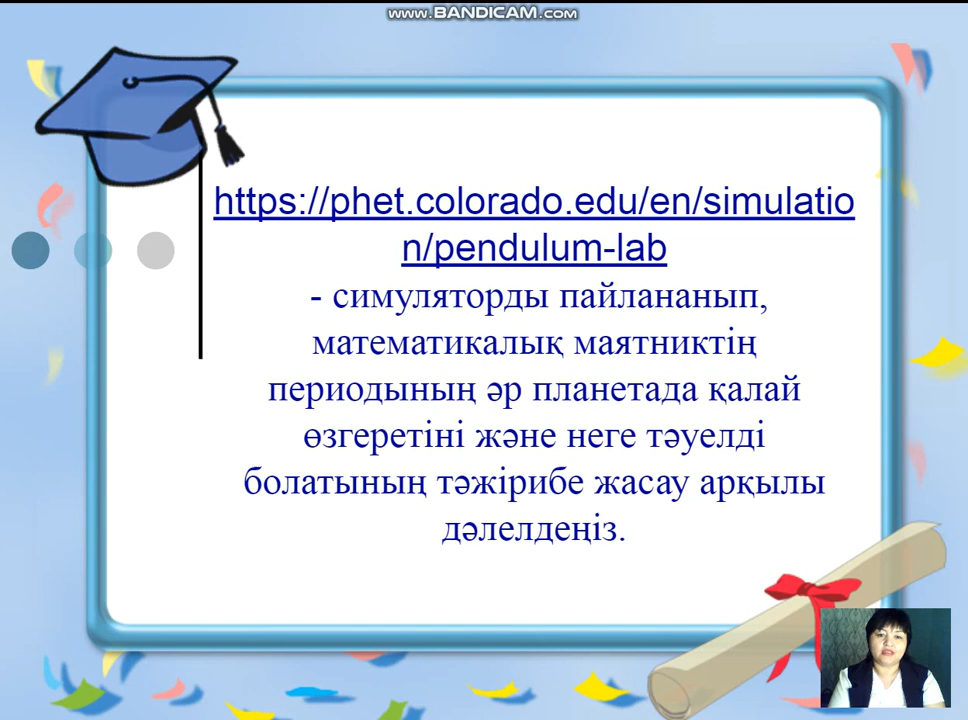 www.BANDICAM.com
https://phet.colorado.edu/en/simulatio
n/pendulum-lab
- симуляторды пайлананып,
математикалық маятниктің
периодының әр планетада қалай
өзгеретіні және неге тәуелді
болатының тәжірибе жасау арқылы
дәлелдеңіз.